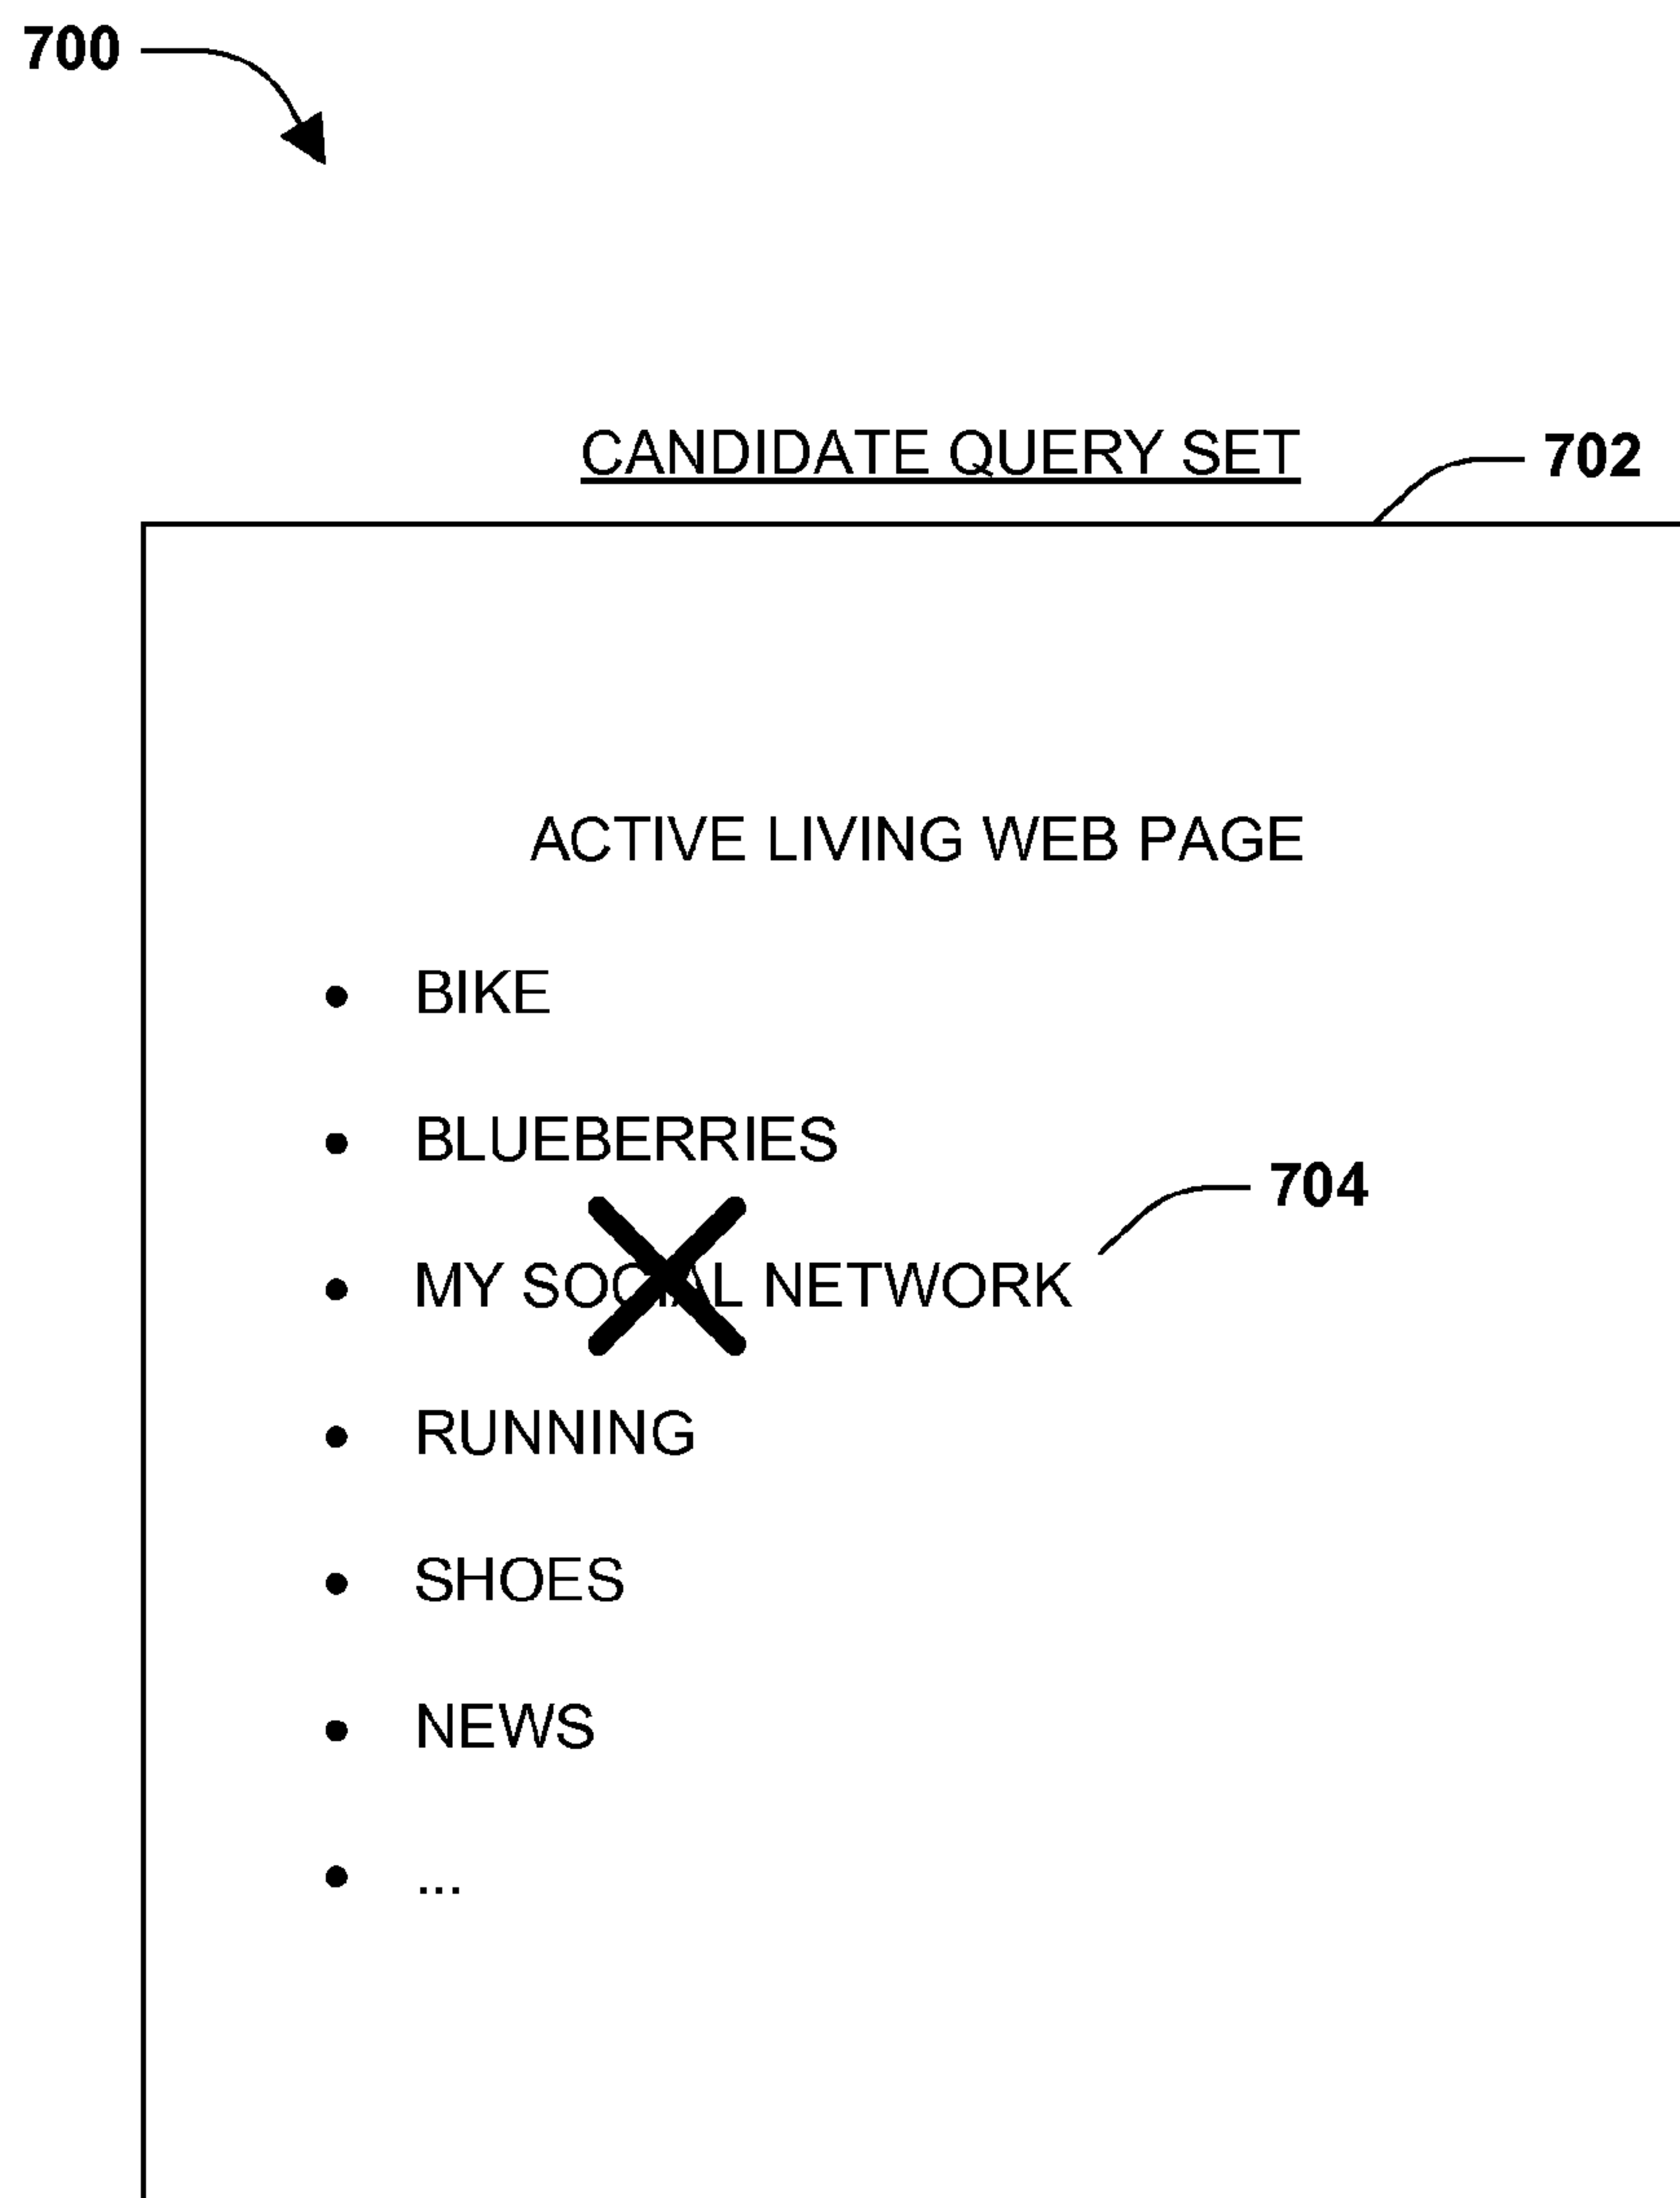 700
CANDIDATE QUERY SET
702
ACTIVE LIVING WEB PAGE
• BIKE
• BLUEBERRIES
704
• MY SOCIAL NETWORK
• RUNNING
• SHOES
• NEWS
• ...